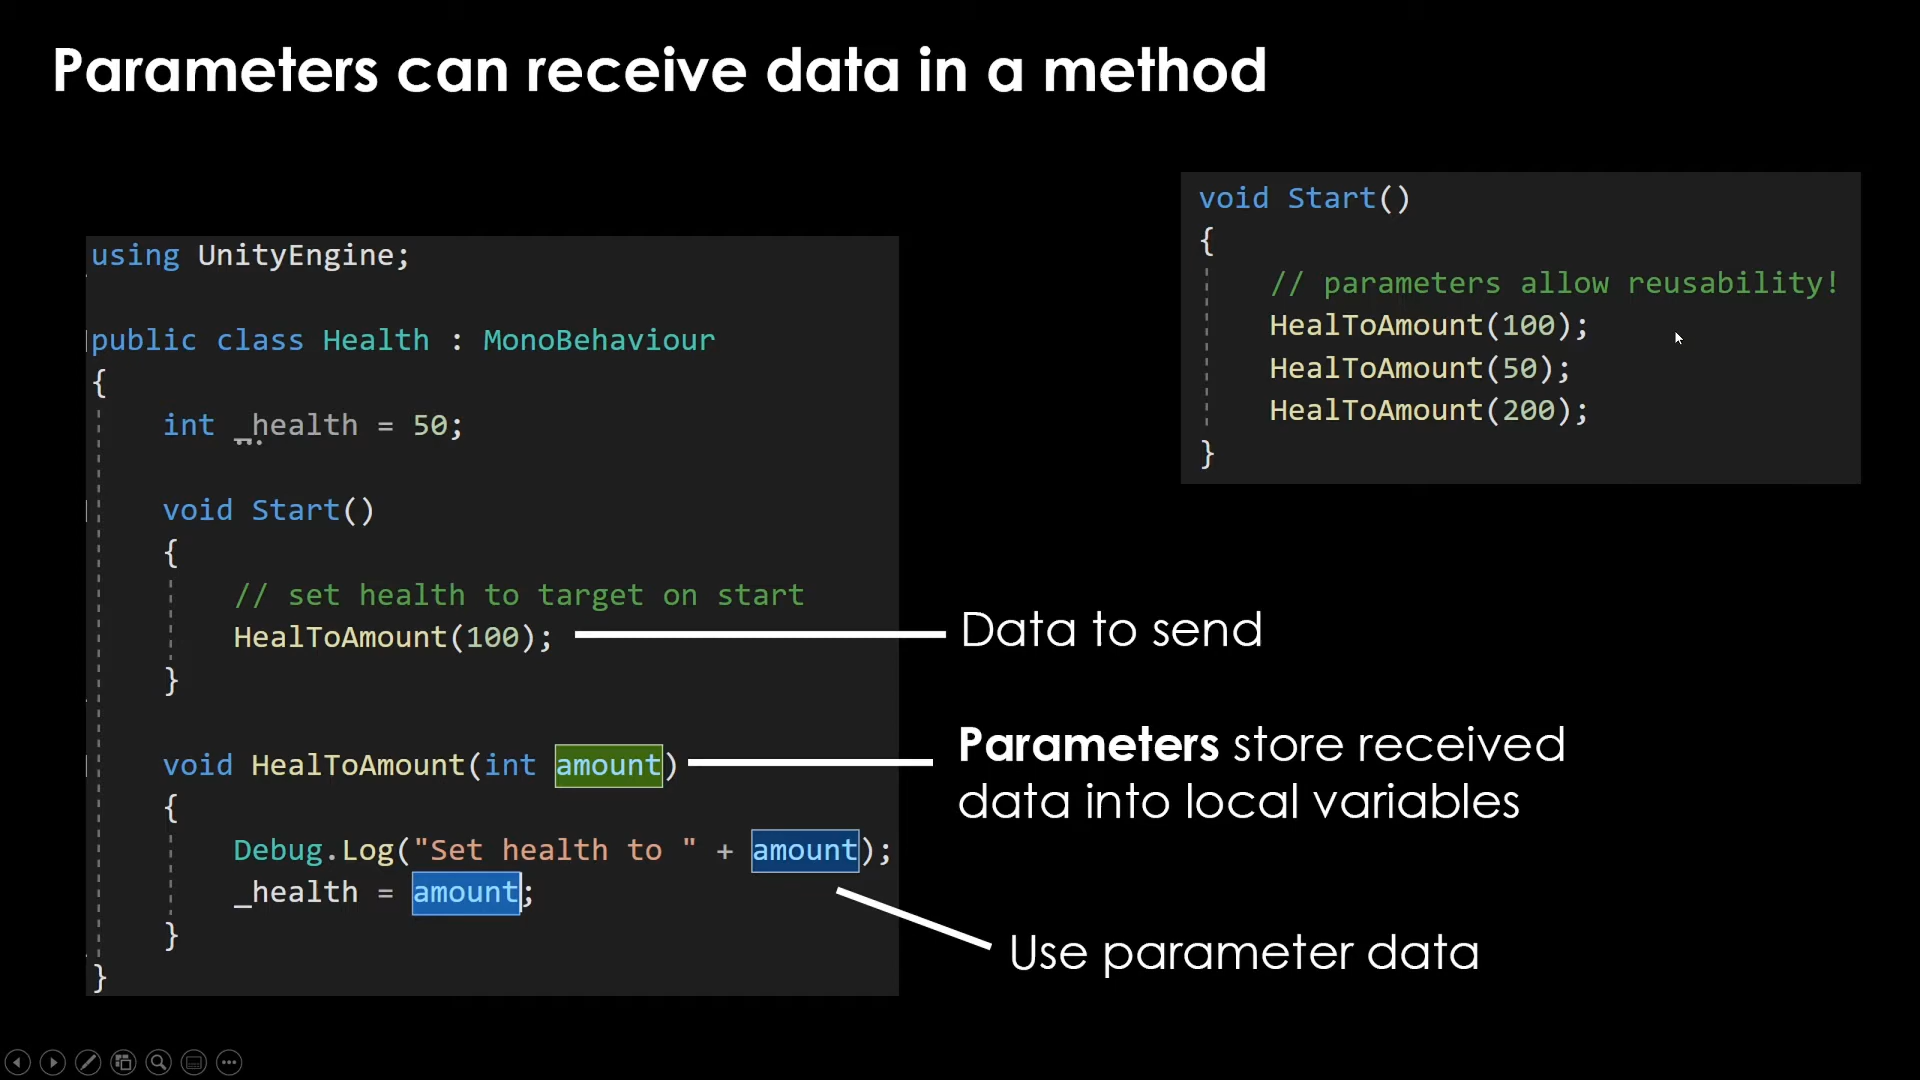 Parameters can receive data in a method
using UnityEngine;
public class Health : MonoBehaviour
{
int _health = 50;
void Start()
{
// set health to target on start
HealToAmount(100);
}
void HealToAmount(int amount)
{
Debug.Log("Set health to " + amount);
_health = amount;
}
}
void Start()
{
// parameters allow reusability!
HealToAmount(100);
HealToAmount(50);
HealToAmount(200);
}
Data to send
Parameters store received
data into local variables
Use parameter data